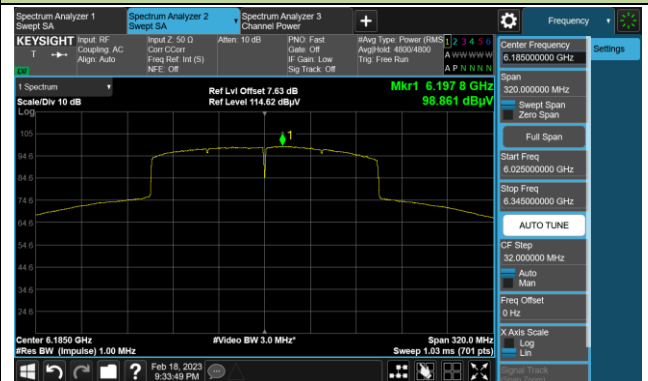 Spectrum Analyzer 1
Swept SA
Spectrum Analyzer 2
Swept SA
Spectrum Analyzer 3
Channel Power
Frequency
KEYSIGHT
Input: RF
Coupling: AC
Align: Auto
Input Z: 50 Ω
Corr CCorr
Freq Ref: Int (S)
NFE: Off
Atten: 10 dB
PNO: Fast
Gate: Off
IF Gain: Low
Sig Track: Off
#Avg Type: Power (RMS
Avg|Hold: 4800/4800
Trig: Free Run
1 2 3 4 5 6
A W W W W W
A P N N N N
1 Spectrum
Scale/Div 10 dB
Log
Ref Lvl Offset 7.63 dB
Ref Level 114.62 dBµV
Mkr1 6.197 8 GHz
98.861 dBµV
1
105
94.6
84.6
74.6
64.6
54.6
44.6
34.6
24.6
Center 6.1850 GHz
#Res BW (Impulse) 1.00 MHz
#Video BW 3.0 MHz*
Span 320.0 MHz
Sweep 1.03 ms (701 pts)
Feb 18, 2023
9:33:49 PM
Center Frequency
6.185000000 GHz
Settings
Span
320.000000 MHz
Swept Span
Zero Span
Full Span
Start Freq
6.025000000 GHz
Stop Freq
6.345000000 GHz
AUTO TUNE
CF Step
32.000000 MHz
Auto
Man
Freq Offset
0 Hz
X Axis Scale
Log
Lin
Signal Track